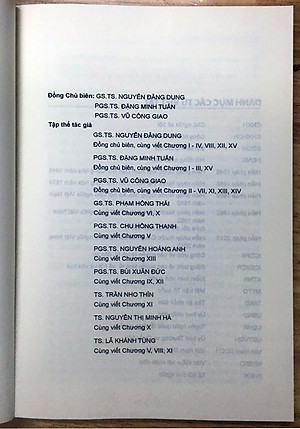 Đồng Chủ biên: GS.TS. NGUYỄN ĐĂNG DUNG
PGS.TS. ĐẶNG MINH TUẤN
PGS.TS. VŨ CÔNG GIAO
Tập thể tác giả
GS.TS. NGUYỄN ĐĂNG DUNG
Đồng chủ biên, cùng viết Chương I - IV, VIII, XII, XV
PGS.TS. ĐẶNG MINH TUẤN
Đồng chủ biên, cùng viết Chương I - III, XV
PGS.TS. VŨ CÔNG GIAO
Đồng chủ biên, cùng viết Chương II - VII, XI, XIII, XIV
GS.TS. PHẠM HỒNG THÁI
Cùng viết Chương VI, X
PGS.TS. CHU HỒNG THANH
Cùng viết Chương V
PGS.TS. NGUYỄN HOÀNG ANH
Cùng viết Chương XIII
PGS.TS. BÙI XUÂN ĐỨC
Cùng viết Chương IX, XII
TS. TRẦN NHO THÌN
Cùng viết Chương XI
TS. NGUYỄN THỊ MINH HÀ
Cùng viết Chương X
TS. LÃ KHÁNH TÙNG
Cùng viết Chương V, VIII, XI